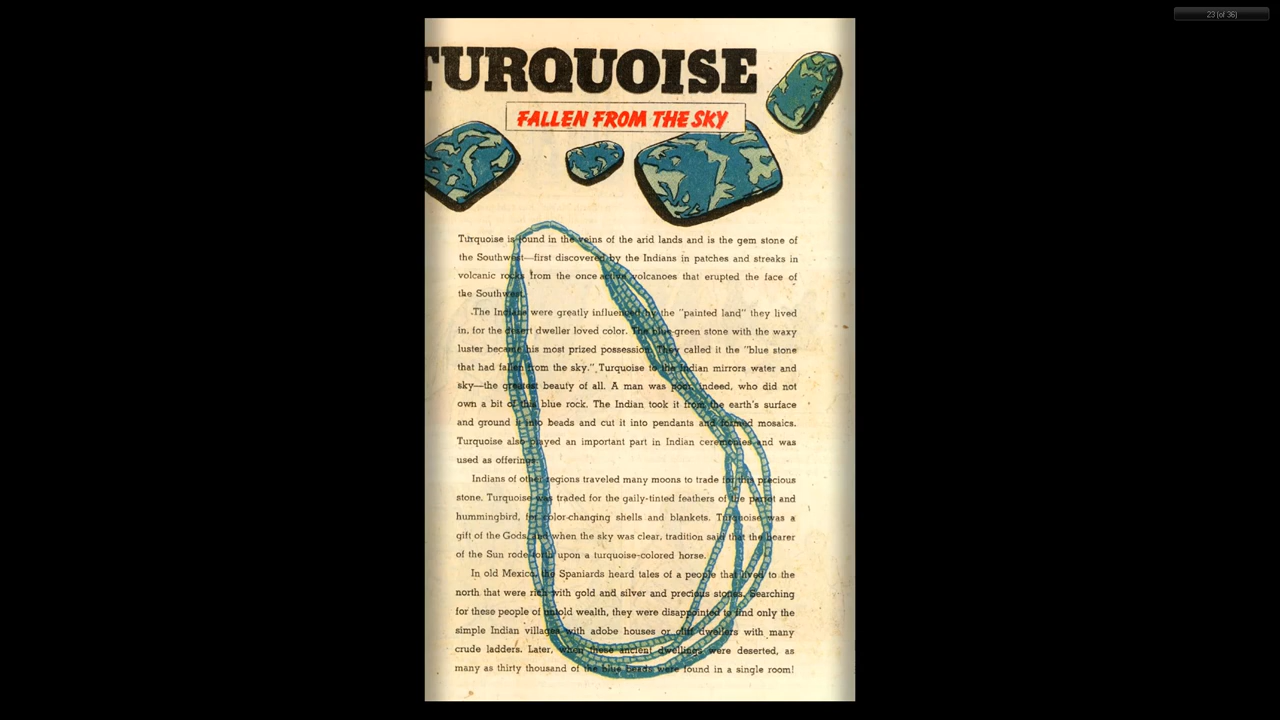 23 (of 36)
TURQUOISE
FALLEN FROM THE SKY
Turquoise is found in the veins of the arid lands and is the gem stone of
the Southwest—first discovered by the Indians in patches and streaks in
volcanic rocks from the once active volcanoes that erupted the face of
the Southwest.
The Indians were greatly influenced by the "painted land" they lived
in, for the desert dweller loved color. The blue-green stone with the waxy
luster became his most prized possession. They called it the "blue stone
that had fallen from the sky." Turquoise to the Indian mirrors water and
sky—the greatest beauty of all. A man was poor, indeed, who did not
own a bit of this blue rock. The Indian took it from the earth's surface
and ground it into beads and cut it into pendants and formed mosaics.
Turquoise also played an important part in Indian ceremonies and was
used as offerings.
Indians of other regions traveled many moons to trade for this precious
stone. Turquoise was traded for the gaily-tinted feathers of the parrot and
hummingbird, for color-changing shells and blankets. Turquoise was a
gift of the Gods, and when the sky was clear, tradition said that the bearer
of the Sun rode forth upon a turquoise-colored horse.
In old Mexico, the Spaniards heard tales of a people that lived to the
north that were rich with gold and silver and precious stones. Searching
for these people of untold wealth, they were disappointed to find only the
simple Indian villages with adobe houses or cliff dwellers with many
crude ladders. Later, when these ancient dwellings were deserted, as
many as thirty thousand of the blue beads were found in a single room!